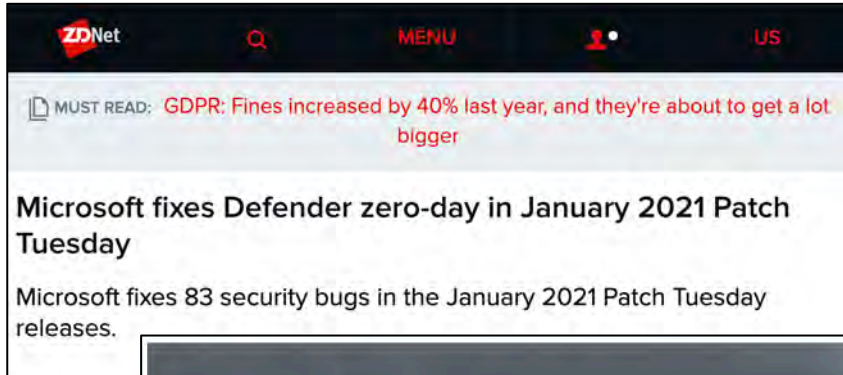 ZDNet MENU US
MUST READ: GDPR: Fines increased by 40% last year, and they're about to get a lot
bigger
Microsoft fixes Defender zero-day in January 2021 Patch
Tuesday
Microsoft fixes 83 security bugs in the January 2021 Patch Tuesday
releases.